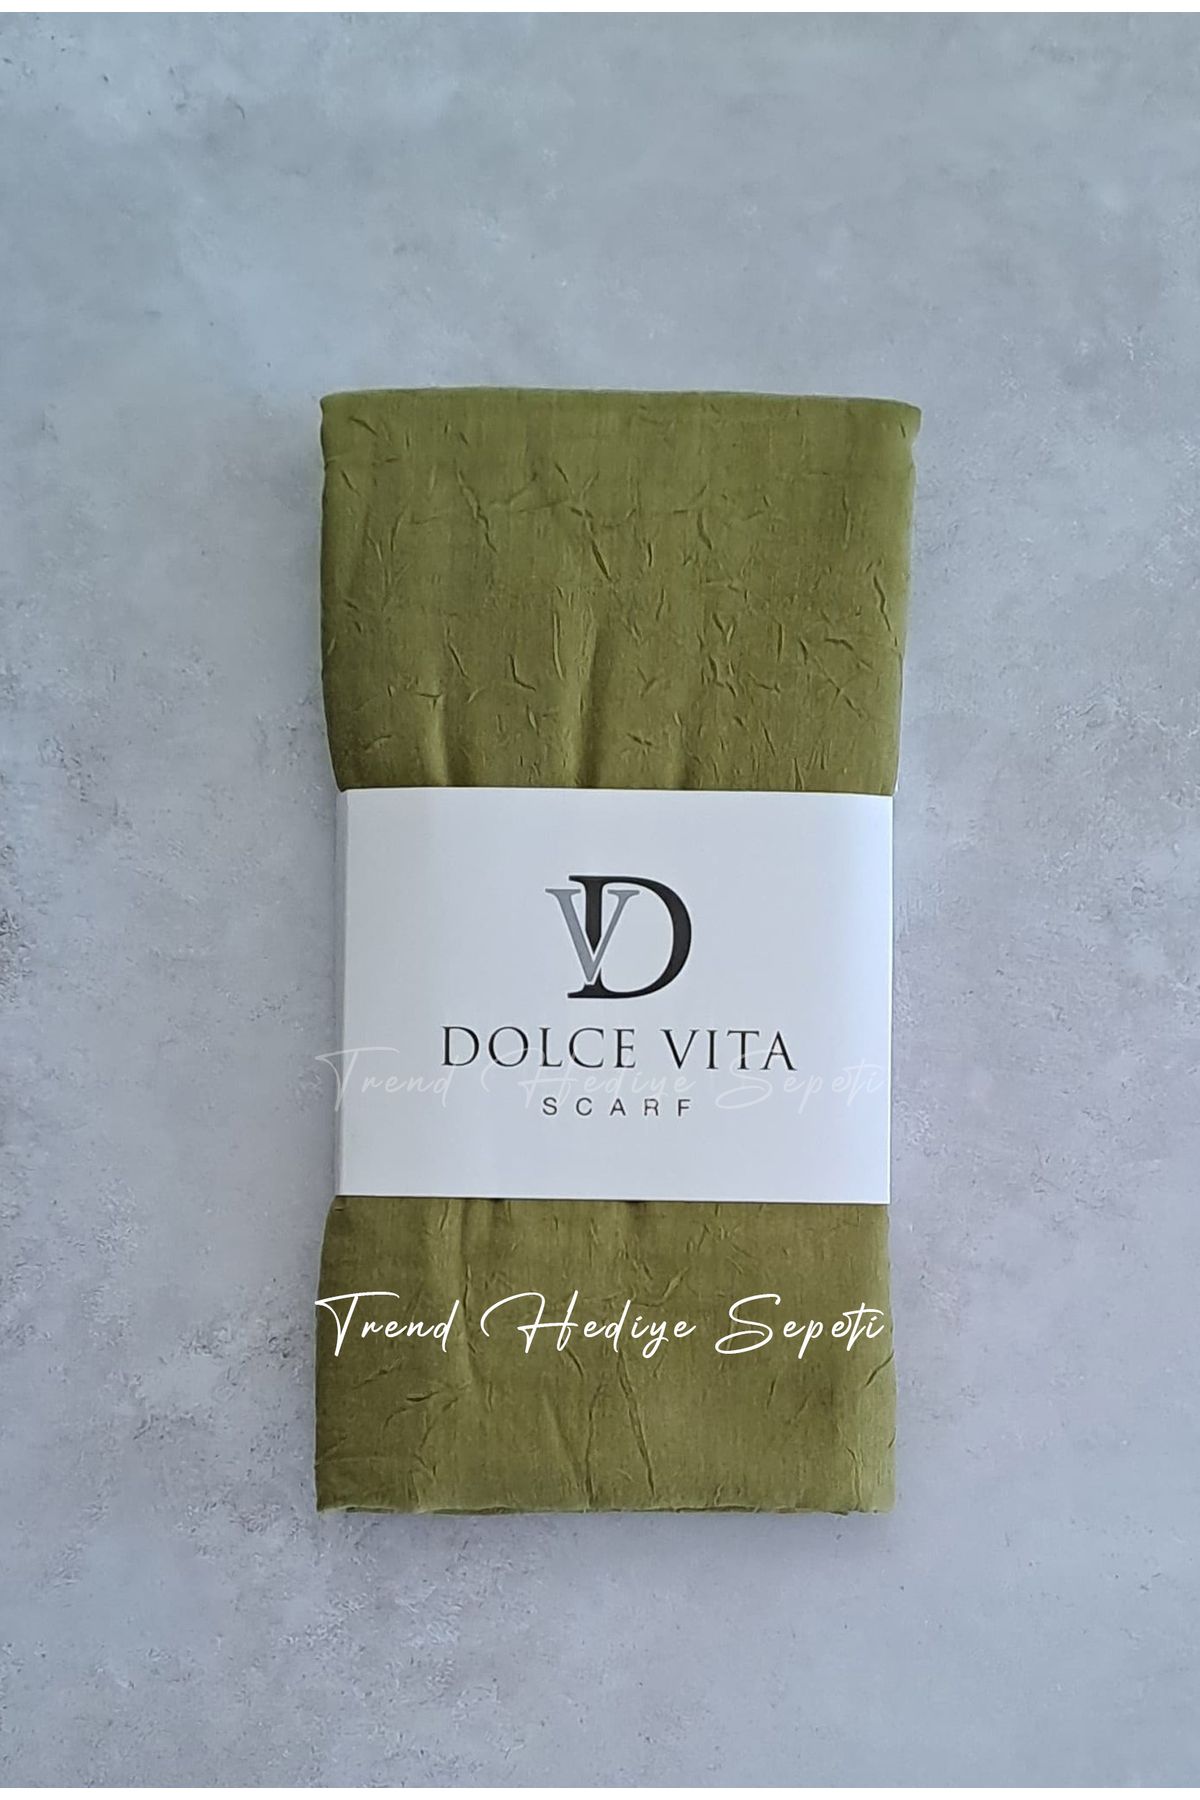 VD
DOLCE VITA
Trend Hediye Sepeti
SCARF
Trend Hediye Sepeti